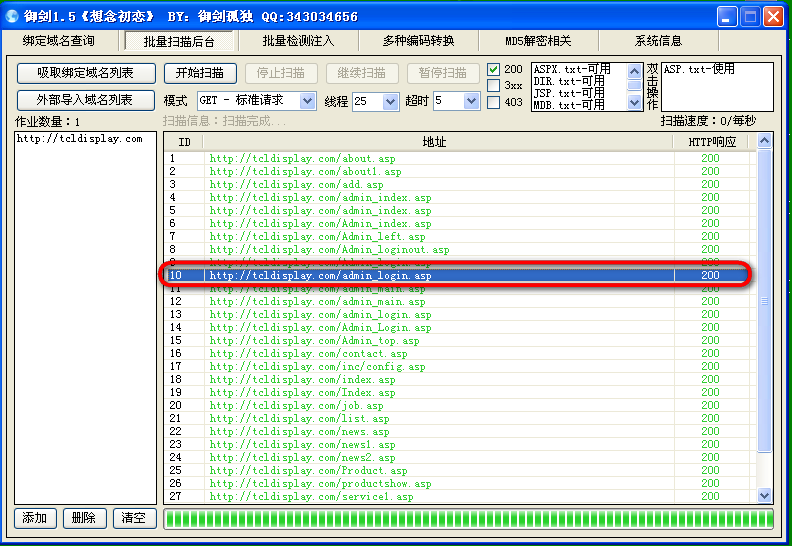 御剑1.5《想念初恋》 BY: 御剑孤独 QQ:343034656
绑定域名查询 批量扫描后台 批量检测注入 多种编码转换 MD5解密相关 系统信息
吸取绑定域名列表 开始扫描 停止扫描 继续扫描 暂停扫描 200
3xx
403
外部导入域名列表 模式 GET - 标准请求 线程 25 超时 5
ASPX.txt-可用
DIR.txt-可用
JSP.txt-可用
MDB.txt-可用
双击操作
ASP.txt-使用
作业数量:1 扫描信息:扫描完成... 扫描速度:0/每秒
http://tcldisplay.com
ID 地址 HTTP响应
1 http://tcldisplay.com/about.asp 200
2 http://tcldisplay.com/about1.asp 200
3 http://tcldisplay.com/add.asp 200
4 http://tcldisplay.com/admin_index.asp 200
5 http://tcldisplay.com/admin_index.asp 200
6 http://tcldisplay.com/Admin_index.asp 200
7 http://tcldisplay.com/Admin_left.asp 200
8 http://tcldisplay.com/Admin_loginout.asp 200
9 http://tcldisplay.com/Admin_login.asp 200
10 http://tcldisplay.com/admin_login.asp 200
11 http://tcldisplay.com/admin_main.asp 200
12 http://tcldisplay.com/admin_main.asp 200
13 http://tcldisplay.com/admin_login.asp 200
14 http://tcldisplay.com/Admin_Login.asp 200
15 http://tcldisplay.com/Admin_top.asp 200
16 http://tcldisplay.com/contact.asp 200
17 http://tcldisplay.com/inc/config.asp 200
18 http://tcldisplay.com/index.asp 200
19 http://tcldisplay.com/Index.asp 200
20 http://tcldisplay.com/job.asp 200
21 http://tcldisplay.com/list.asp 200
22 http://tcldisplay.com/news.asp 200
23 http://tcldisplay.com/news1.asp 200
24 http://tcldisplay.com/news2.asp 200
25 http://tcldisplay.com/Product.asp 200
26 http://tcldisplay.com/productshow.asp 200
27 http://tcldisplay.com/service1.asp 200
添加 删除 清空